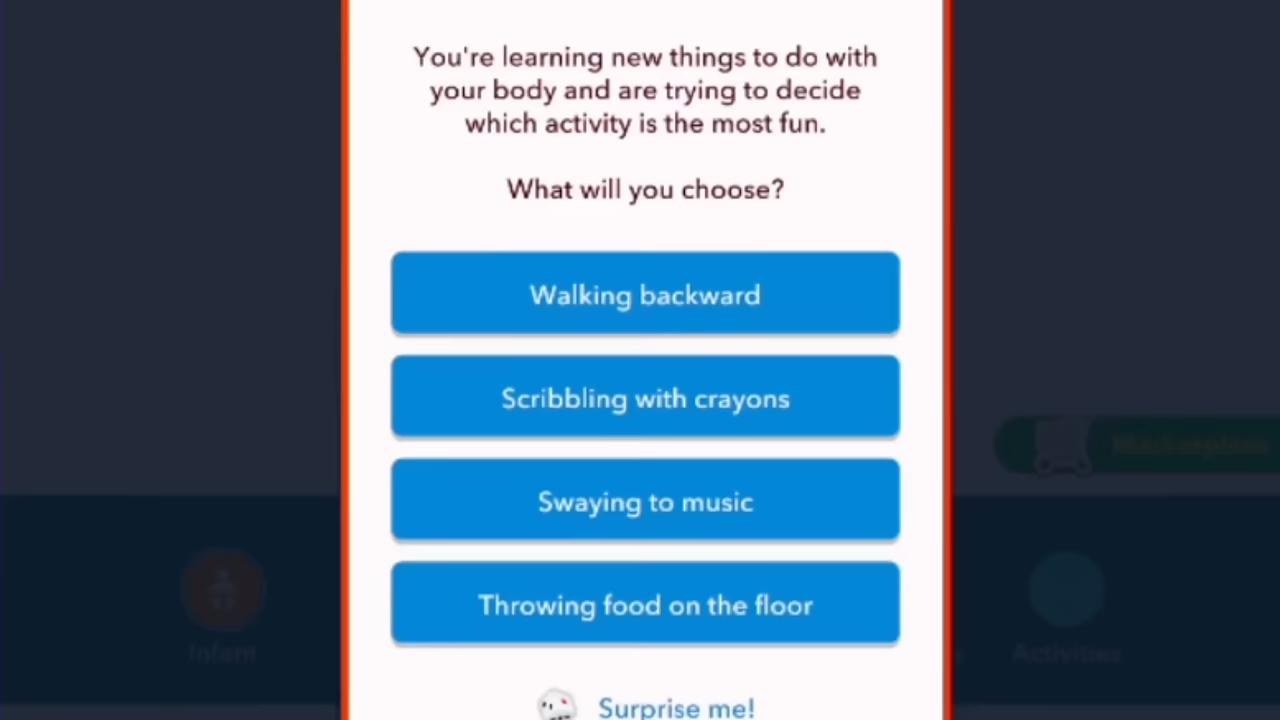 You're learning new things to do with
your body and are trying to decide
which activity is the most fun.
What will you choose?
Walking backward
Scribbling with crayons
Swaying to music
Throwing food on the floor
Surprise me!
Infant
Activities